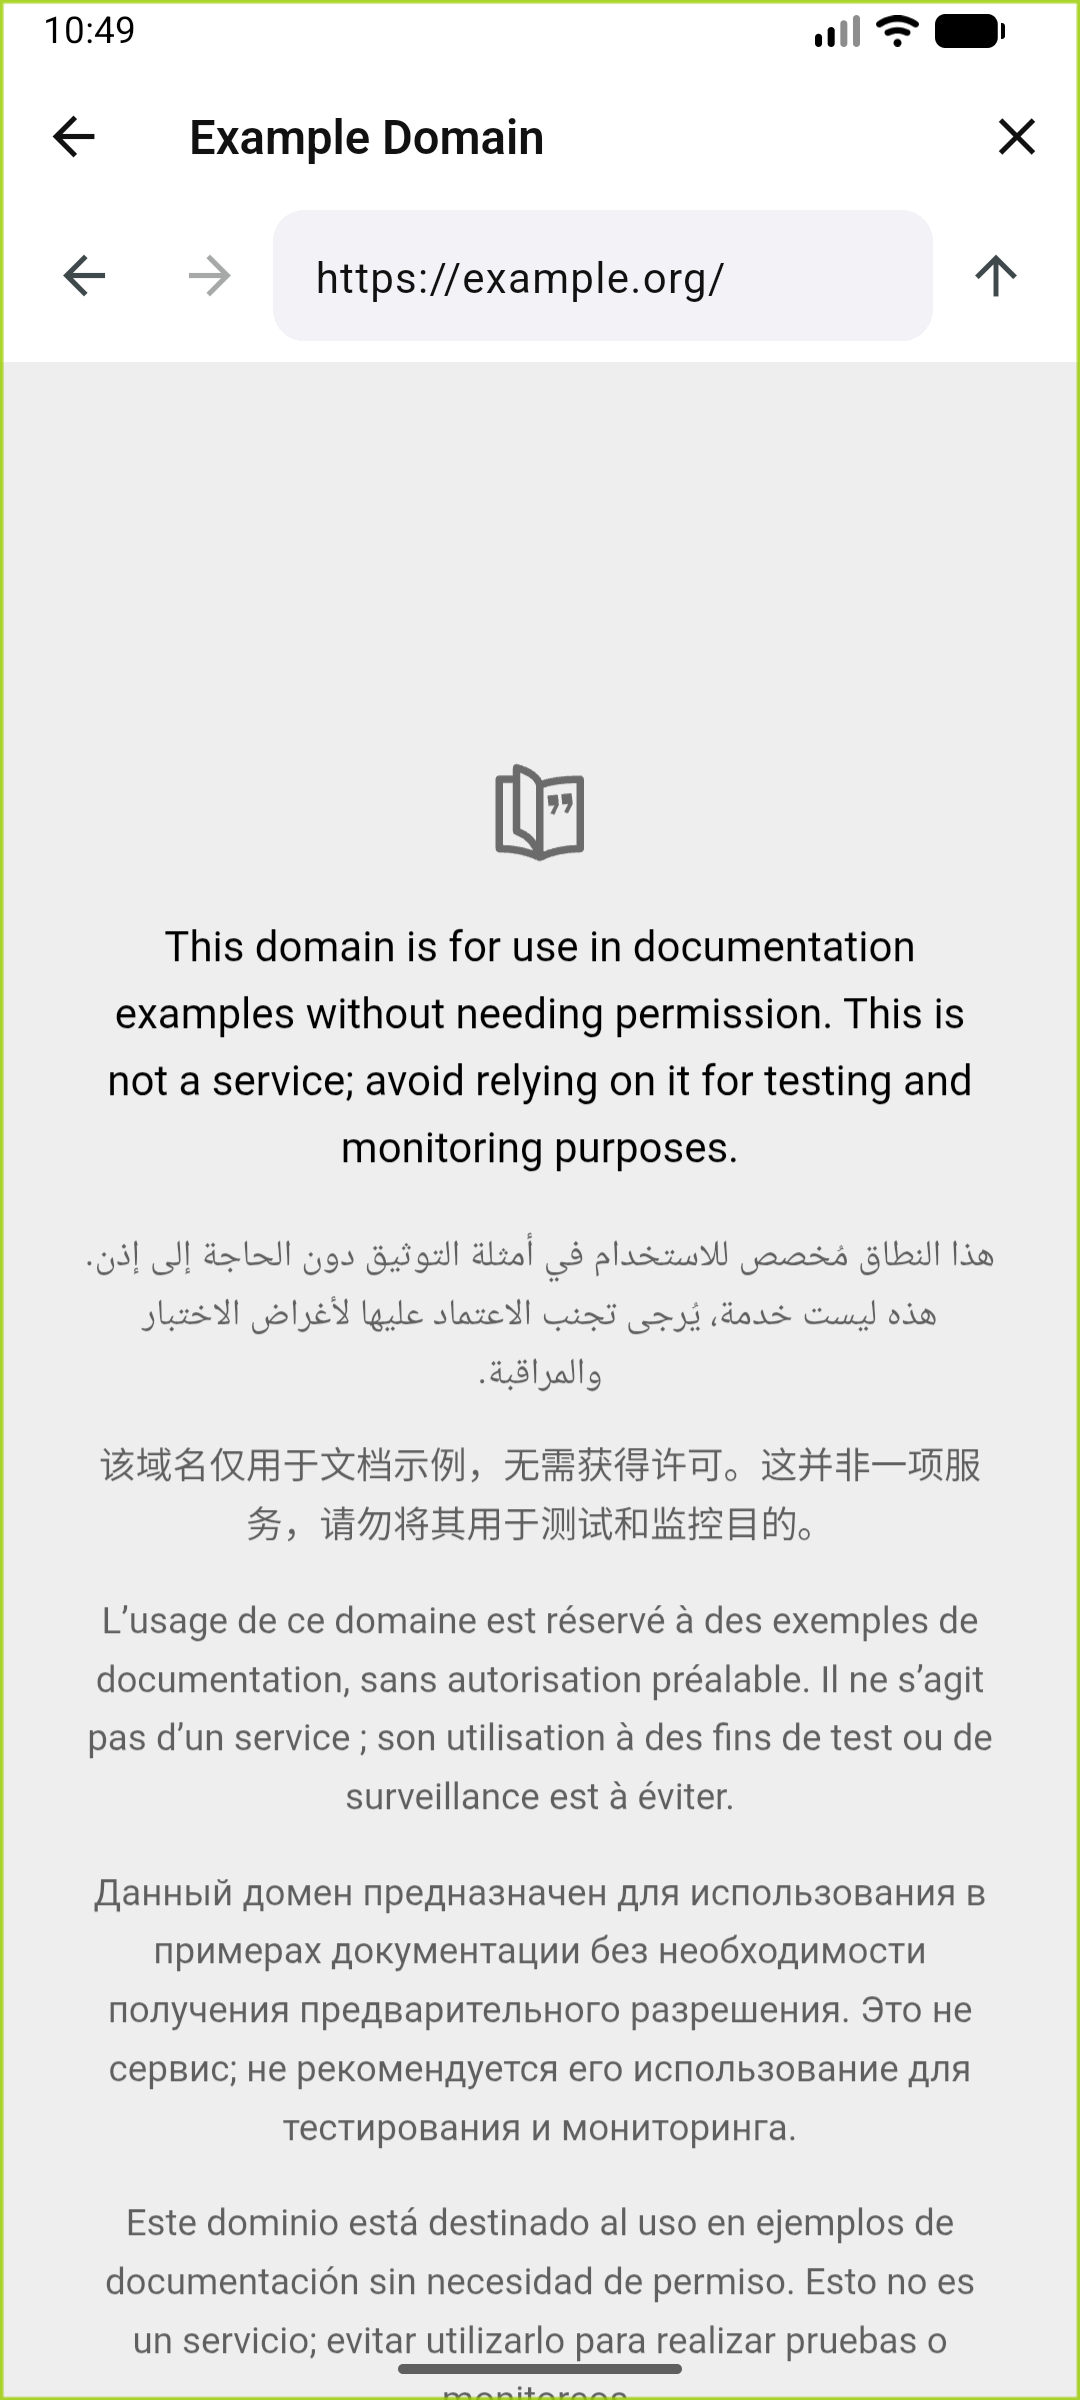 10:49
Example Domain
https://example.org/
This domain is for use in documentation
examples without needing permission. This is
not a service; avoid relying on it for testing and
monitoring purposes.
هذا النطاق مُخصص للاستخدام في أمثلة التوثيق دون الحاجة إلى إذن.
هذه ليست خدمة، يُرجى تجنب الاعتماد عليها لأغراض الاختبار
والمراقبة.
该域名仅用于文档示例，无需获得许可。这并非一项服
务，请勿将其用于测试和监控目的。
L’usage de ce domaine est réservé à des exemples de
documentation, sans autorisation préalable. Il ne s’agit
pas d’un service ; son utilisation à des fins de test ou de
surveillance est à éviter.
Данный домен предназначен для использования в
примерах документации без необходимости
получения предварительного разрешения. Это не
сервис; не рекомендуется его использование для
тестирования и мониторинга.
Este dominio está destinado al uso en ejemplos de
documentación sin necesidad de permiso. Esto no es
un servicio; evitar utilizarlo para realizar pruebas o